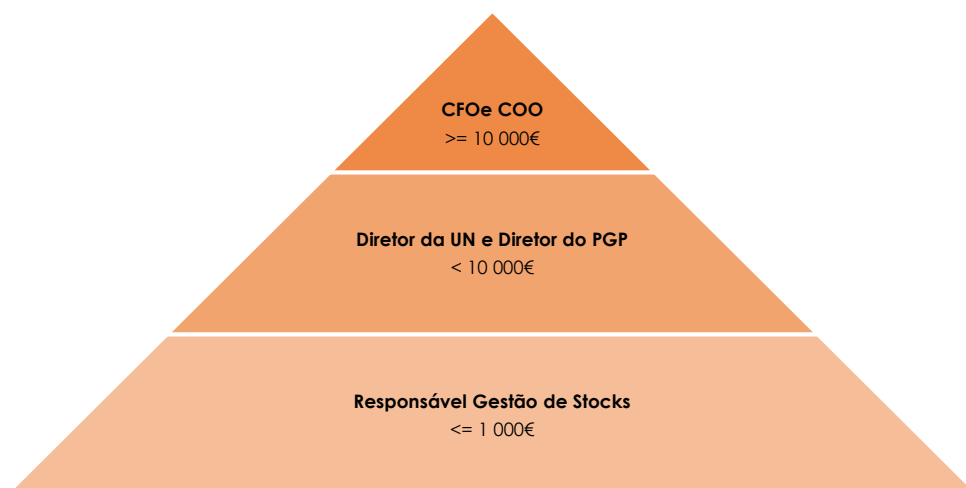 CFOe COO
>= 10 000€
Diretor da UN e Diretor do PGP
< 10 000€
Responsável Gestão de Stocks
<= 1 000€